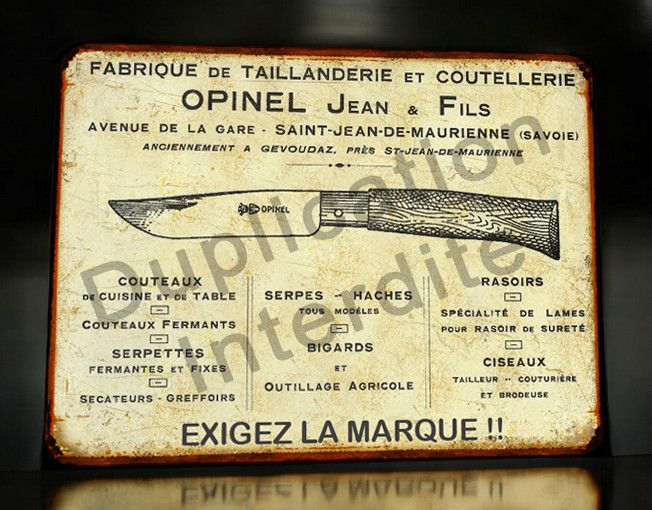 FABRIQUE DE TAILLANDERIE ET COUTELLERIE
OPINEL JEAN & FILS
AVENUE DE LA GARE - SAINT-JEAN-DE-MAURIENNE (SAVOIE)
ANCIENNEMENT A GEVOUDAZ, PRÈS ST-JEAN-DE-MAURIENNE
OPINEL
COUTEAUX
DE CUISINE ET DU TABLE
COUTEAUX FERMANTS
SERPETTES
FERMANTES ET FIXES
SECATEURS - GREFFOIRS
SERPES - HACHES
TOUS MODÈLES
BIGARDS
ET
OUTILLAGE AGRICOLE
RASOIRS
SPÉCIALITÉ DE LAMES
POUR RASOIR DE SURETÉ
CISEAUX
TAILLEUR -- COUTURIÈRE
ET BRODEUSE
EXIGEZ LA MARQUE !!
Duplication
Interdite